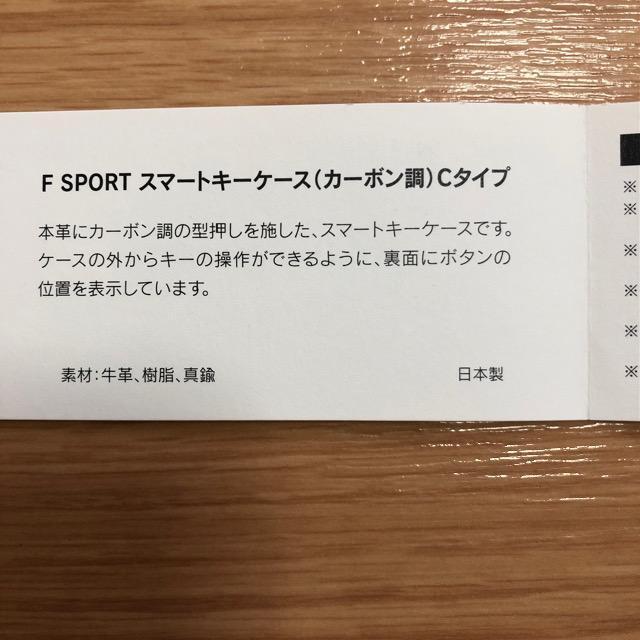 F SPORT スマートキーケース(カーボン調)Cタイプ
本革にカーボン調の型押しを施した、スマートキーケースです。
ケースの外からキーの操作ができるように、裏面にボタンの
位置を表示しています。
素材:牛革、樹脂、真鍮
日本製
※
※
※
※
※
※